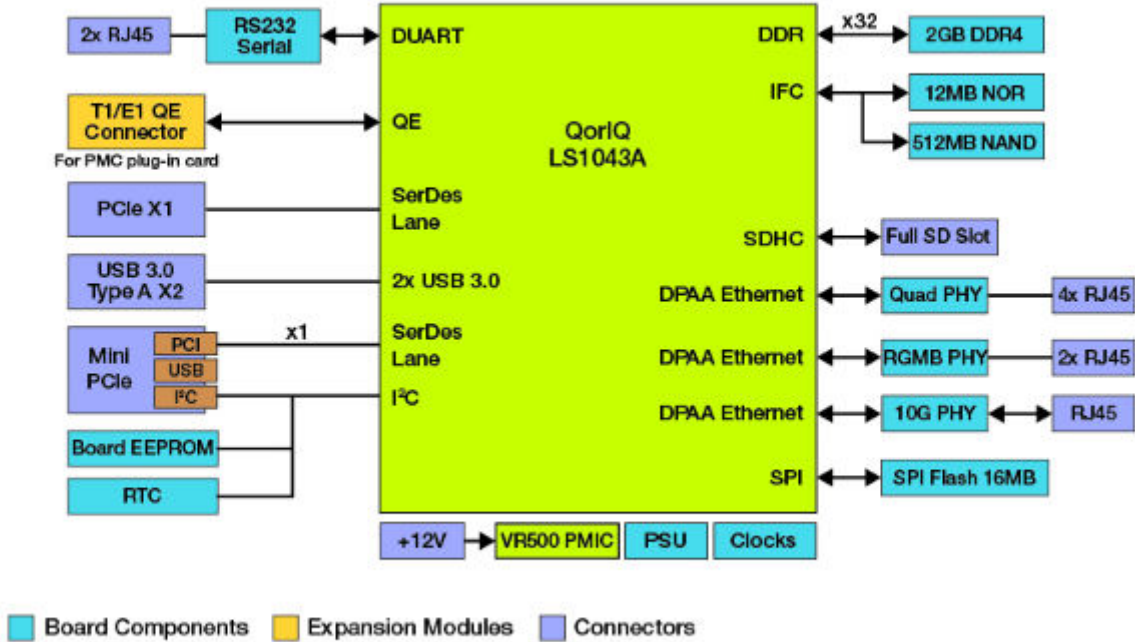 2x RJ45
RS232
Serial
DUART
DDR
x32
2GB DDR4
IFC
12MB NOR
512MB NAND
T1/E1 QE
Connector
For PMC plug-in card
QE
QorIQ
LS1043A
PCIe X1
SerDes
Lane
SDHC
Full SD Slot
USB 3.0
Type A X2
2x USB 3.0
DPAA Ethernet
Quad PHY
4x RJ45
Mini
PCIe
PCI
USB
I²C
x1
SerDes
Lane
I²C
DPAA Ethernet
RGMB PHY
2x RJ45
DPAA Ethernet
10G PHY
RJ45
Board EEPROM
RTC
SPI
SPI Flash 16MB
+12V
VR500 PMIC
PSU
Clocks
Board Components
Expansion Modules
Connectors